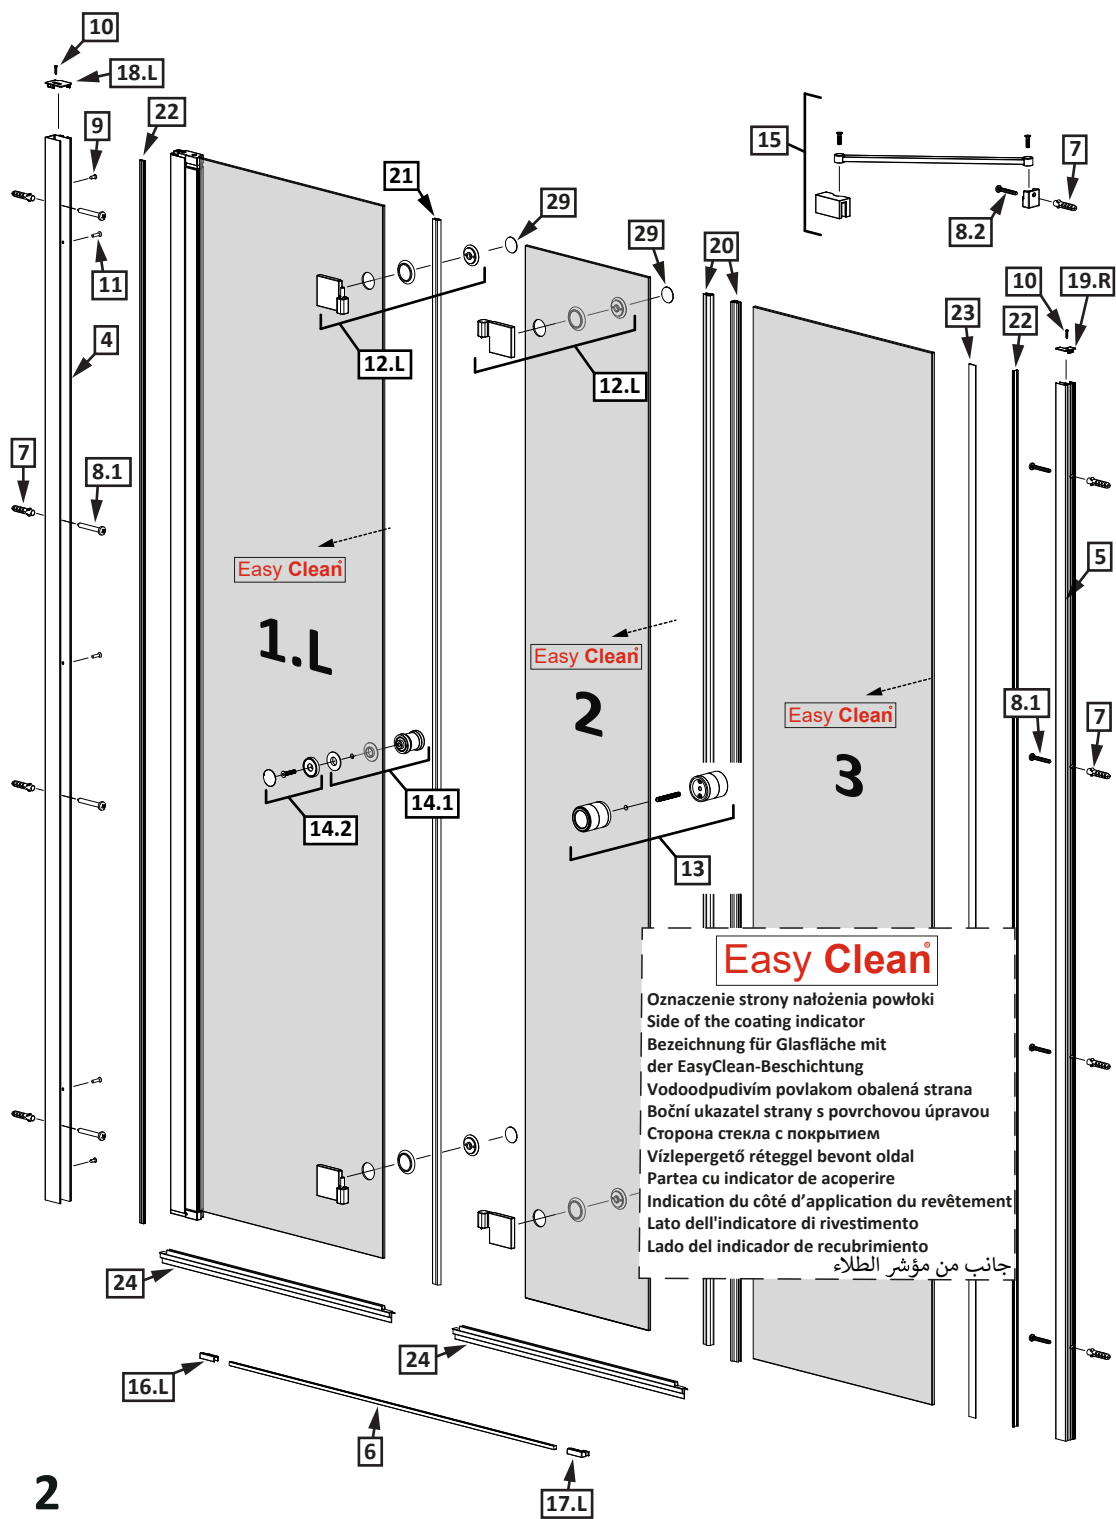 10
18.L
9
22
21
29
15
7
8.2
29
20
10
19.R
11
23
22
4
12.L
12.L
7
8.1
5
Easy Clean
1.L
Easy Clean
2
Easy Clean
3
8.1
7
14.1
14.2
13
Easy Clean®
Oznaczenie strony nałożenia powłoki
Side of the coating indicator
Bezeichnung für Glasfläche mit
der EasyClean-Beschichtung
Vodoodpudivím povlakom obalená strana
Boční ukazatel strany s povrchovou úpravou
Сторона стекла с покрытием
Vízlepergető réteggel bevont oldal
Partea cu indicator de acoperire
Indication du côté d’application du revêtement
Lato dell'indicatore di rivestimento
Lado del indicador de recubrimiento
جانب من مؤشر الطلاء
24
24
16.L
6
17.L
2